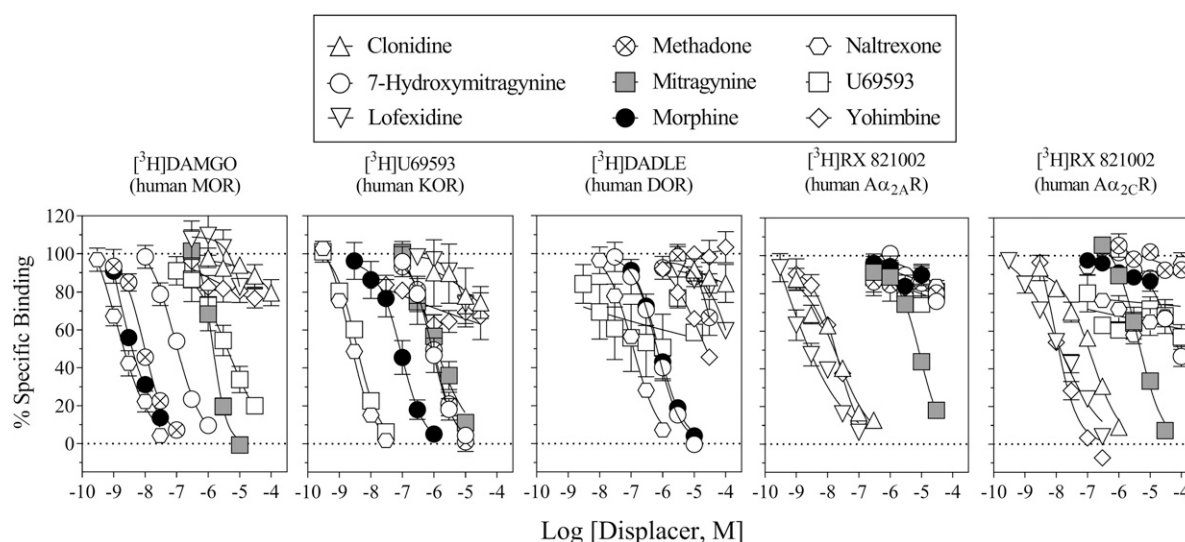 Clonidine
Methadone
Naltrexone
7-Hydroxymitragynine
Mitragynine
U69593
Lofexidine
Morphine
Yohimbine
[³H]DAMGO
(human MOR)
[³H]U69593
(human KOR)
[³H]DADLE
(human DOR)
[³H]RX 821002
(human Aα₂AR)
[³H]RX 821002
(human Aα₂CR)
% Specific Binding
120
100
80
60
40
20
0
-10 -9 -8 -7 -6 -5 -4
-10 -9 -8 -7 -6 -5 -4
-10 -9 -8 -7 -6 -5 -4
-10 -9 -8 -7 -6 -5 -4
-10 -9 -8 -7 -6 -5 -4
Log [Displacer, M]